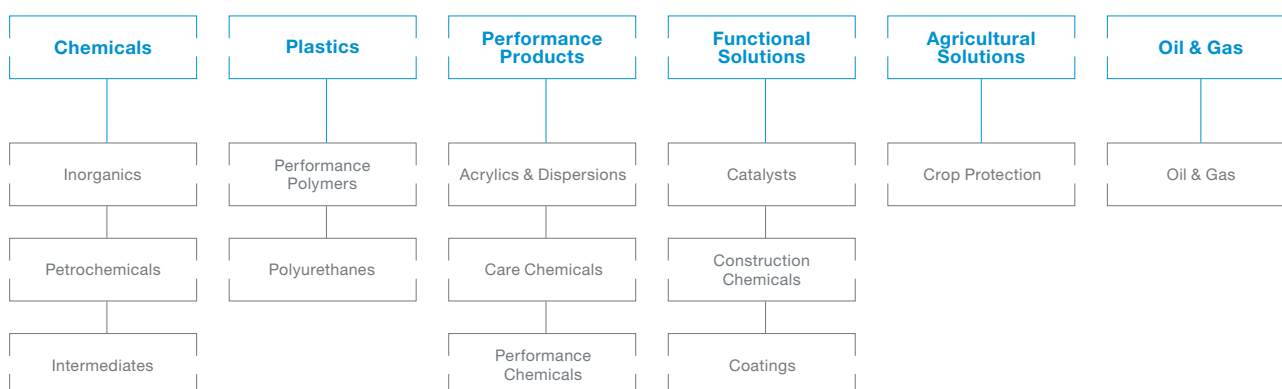 Chemicals
Plastics
Performance
Products
Functional
Solutions
Agricultural
Solutions
Oil & Gas
Inorganics
Performance
Polymers
Acrylics & Dispersions
Catalysts
Crop Protection
Oil & Gas
Petrochemicals
Polyurethanes
Care Chemicals
Construction
Chemicals
Intermediates
Performance
Chemicals
Coatings